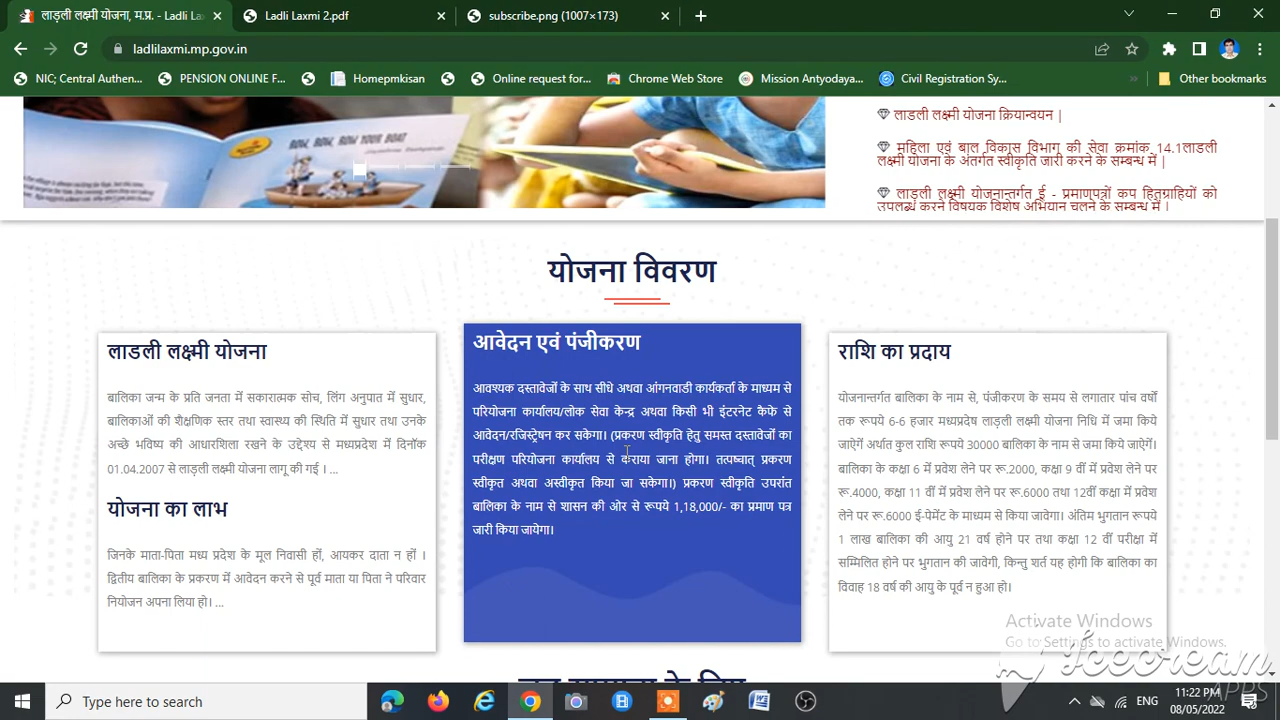 लाड़ली लक्ष्मी योजना, म.प्र. - Ladli La
Ladli Laxmi 2.pdf
subscribe.png (1007×173)
ladlilaxmi.mp.gov.in
NIC; Central Authen...
PENSION ONLINE F...
Homepmkisan
Online request for...
Chrome Web Store
Mission Antyodaya...
Civil Registration Sy...
Other bookmarks
ROW, ROW, ROW YOUR BOAT
लाडली लक्ष्मी योजना क्रियान्वयन |
महिला एवं बाल विकास विभाग की सेवा क्रमांक 14.1लाडली
लक्ष्मी योजना के अंतर्गत स्वीकृति जारी करने के सम्बन्ध में |
लाडली लक्ष्मी योजनान्तर्गत ई - प्रमाणपत्रों कप हितग्राहियों को
उपलब्ध करने विषयक विशेष अभियान चलने के सम्बन्ध में |
योजना विवरण
लाडली लक्ष्मी योजना
बालिका जन्म के प्रति जनता में सकारात्मक सोच, लिंग अनुपात में सुधार,
बालिकाओं की शैक्षणिक स्तर तथा स्वास्थ्य की स्थिति में सुधार तथा उनके
अच्छे भविष्य की आधारशिला रखने के उद्देश्य से मध्यप्रदेश में दिनॉक
01.04.2007 से लाड़ली लक्ष्मी योजना लागू की गई । ...
योजना का लाभ
जिनके माता-पिता मध्य प्रदेश के मूल निवासी हों, आयकर दाता न हों ।
द्वितीय बालिका के प्रकरण में आवेदन करने से पूर्व माता या पिता ने परिवार
नियोजन अपना लिया हो। ...
आवेदन एवं पंजीकरण
आवश्यक दस्तावेजों के साथ सीधे अथवा आंगनवाडी कार्यकर्ता के माध्यम से
परियोजना कार्यालय/लोक सेवा केन्द्र अथवा किसी भी इंटरनेट कैफे से
आवेदन/रजिस्ट्रेषन कर सकेगा। (प्रकरण स्वीकृति हेतु समस्त दस्तावेजों का
परीक्षण परियोजना कार्यालय से कराया जाना होगा। तत्पष्चात् प्रकरण
स्वीकृत अथवा अस्वीकृत किया जा सकेगा।) प्रकरण स्वीकृति उपरांत
बालिका के नाम से शासन की ओर से रूपये 1,18,000/- का प्रमाण पत्र
जारी किया जायेगा।
राशि का प्रदाय
योजनान्तर्गत बालिका के नाम से, पंजीकरण के समय से लगातार पांच वर्षों
तक रूपये 6-6 हजार मध्यप्रदेष लाडली लक्ष्मी योजना निधि में जमा किये
जाऐगें अर्थात कुल राशि रूपये 30000 बालिका के नाम से जमा किये जाऐगें।
बालिका के कक्षा 6 में प्रवेश लेने पर रू.2000, कक्षा 9 वीं में प्रवेश लेने पर
रू.4000, कक्षा 11 वीं में प्रवेश लेने पर रू.6000 तथा 12वीं कक्षा में प्रवेश
लेने पर रू.6000 ई-पेमेंट के माध्यम से किया जावेगा। अंतिम भुगतान रूपये
1 लाख बालिका की आयु 21 वर्ष होने पर तथा कक्षा 12 वीं परीक्षा में
सम्मिलित होने पर भुगतान की जावेगी, किन्तु शर्त यह होगी कि बालिका का
विवाह 18 वर्ष की आयु के पूर्व न हुआ हो।
Activate Windows
Go to Settings to activate Windows.
Icecream
APPS
Type here to search
ENG
11:22 PM
08/05/2022